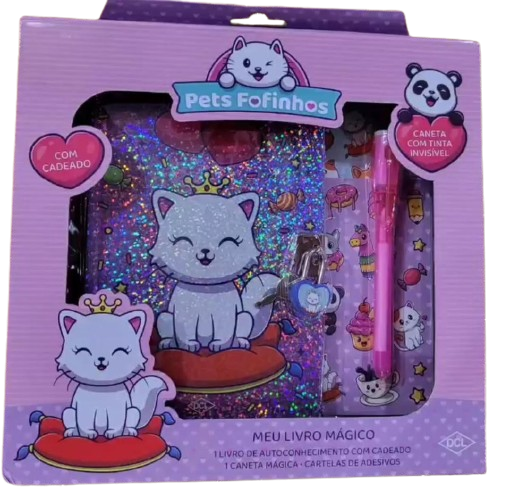 Pets Fofinhos
COM
CADEADO
CANETA
COM TINTA
INVISÍVEL
DCL
MEU LIVRO MÁGICO
1 LIVRO DE AUTOCONHECIMENTO COM CADEADO
1 CANETA MÁGICA - CARTELAS DE ADESIVOS
DCL